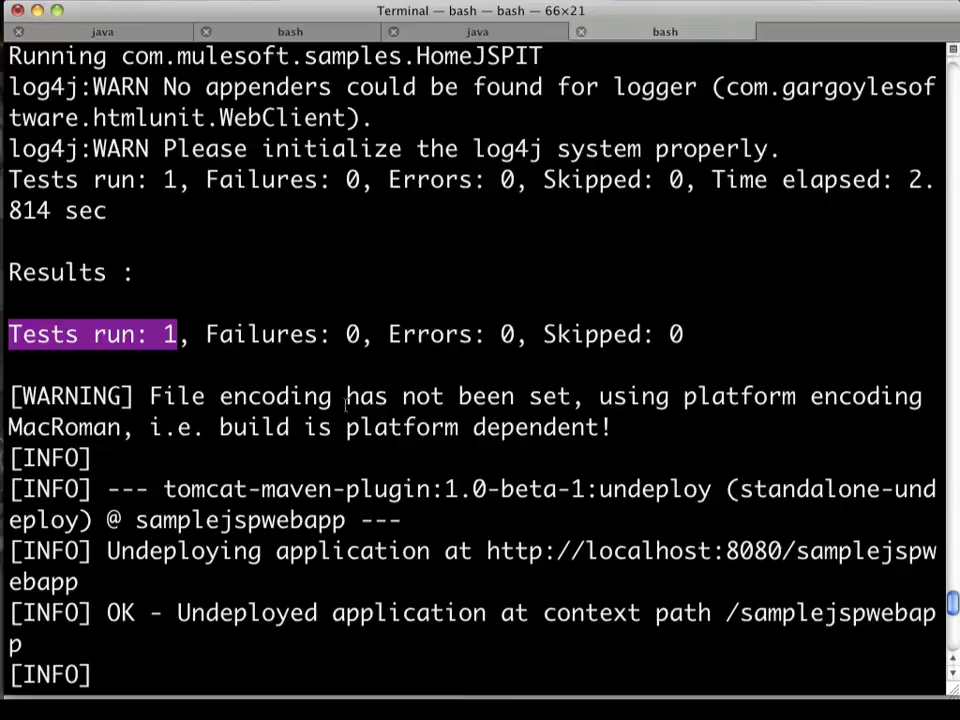 Terminal — bash — bash — 66×21
java bash java bash
Running com.mulesoft.samples.HomeJSPIT
log4j:WARN No appenders could be found for logger (com.gargoylesof
tware.htmlunit.WebClient).
log4j:WARN Please initialize the log4j system properly.
Tests run: 1, Failures: 0, Errors: 0, Skipped: 0, Time elapsed: 2.
814 sec
Results :
Tests run: 1, Failures: 0, Errors: 0, Skipped: 0
[WARNING] File encoding has not been set, using platform encoding
MacRoman, i.e. build is platform dependent!
[INFO]
[INFO] --- tomcat-maven-plugin:1.0-beta-1:undeploy (standalone-und
eploy) @ samplejspwebapp ---
[INFO] Undeploying application at http://localhost:8080/samplejspw
ebapp
[INFO] OK - Undeployed application at context path /samplejspwebap
p
[INFO]